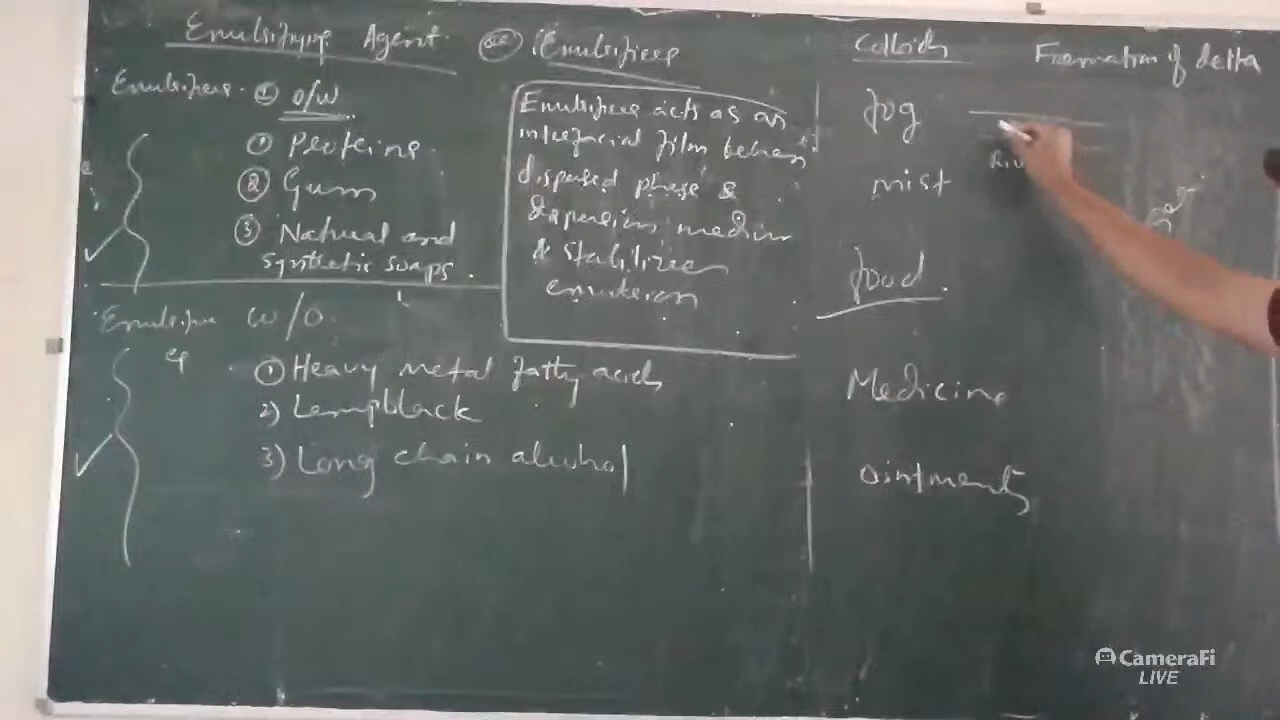 Emulsifying Agent. (or) Emulsifiers
Emulsifiers. ① O/W
① Proteins.
② Gum
③ Natural and
synthetic soaps.
Emulsifiers acts as an
interfacial film between
dispersed phase &
dispersion medium
& stabilizes
emulsion
Emulsifier W/O.
① Heavy metal fatty acids
2) Lampblack
3) Long chain alcohol
Colloids
Fog
mist
food.
Medicine
Ointments
Formation of delta
Riv
CameraFi
LIVE